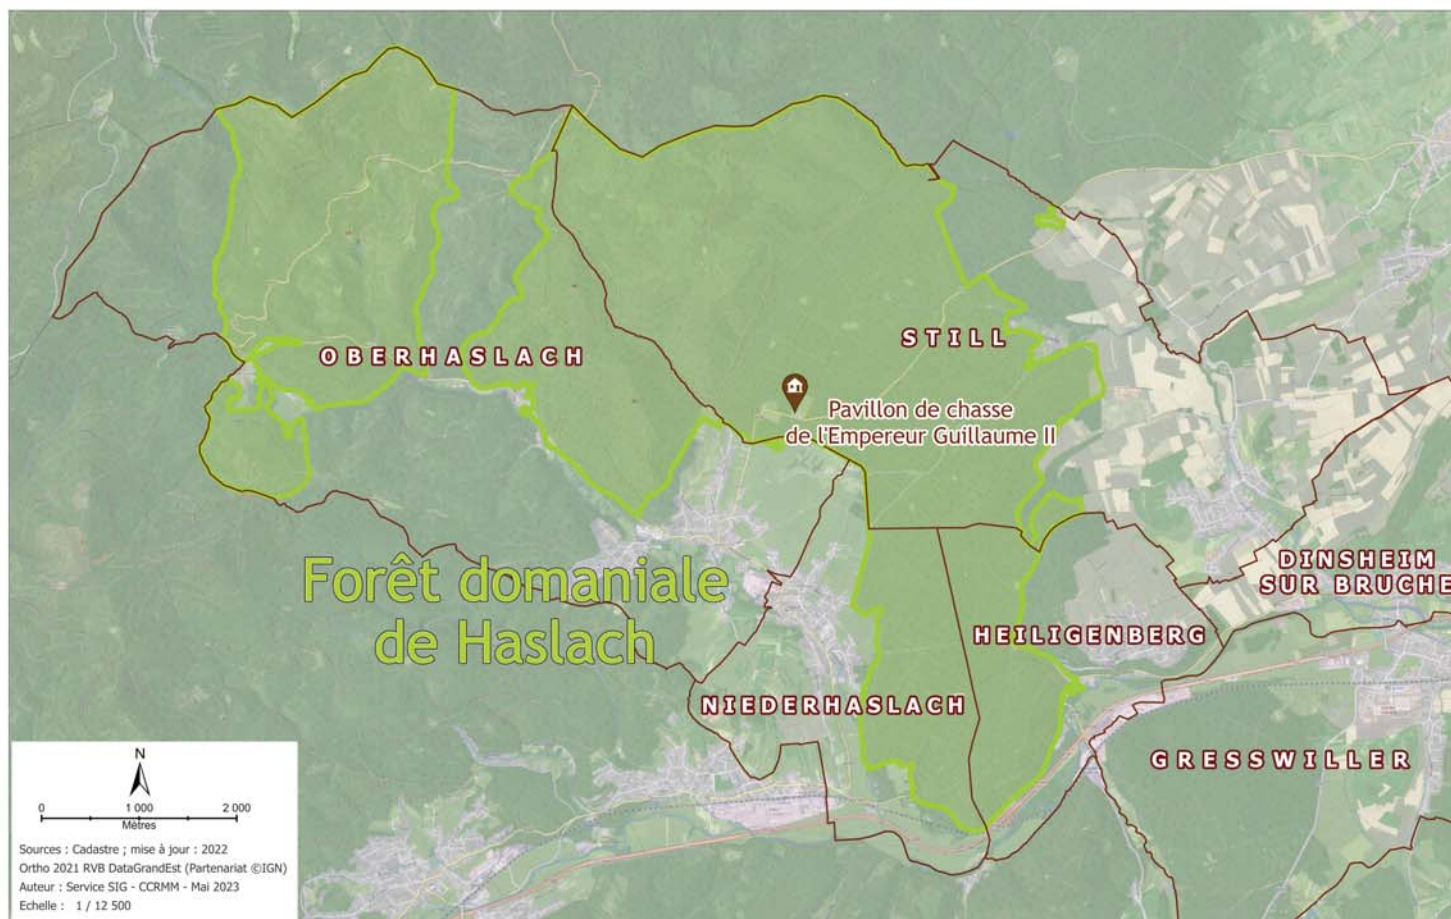 OBERHASLACH
STILL
Pavillon de chasse
de l'Empereur Guillaume II
Forêt domaniale
de Haslach
DINSHEIM
SUR BRUCHE
HEILIGENBERG
NIEDERHASLACH
GRESSWILLER
N
0 1 000 2 000
Mètres
Sources : Cadastre ; mise à jour : 2022
Ortho 2021 RVB DataGrandEst (Partenariat ©IGN)
Auteur : Service SIG - CCRMM - Mai 2023
Echelle : 1 / 12 500